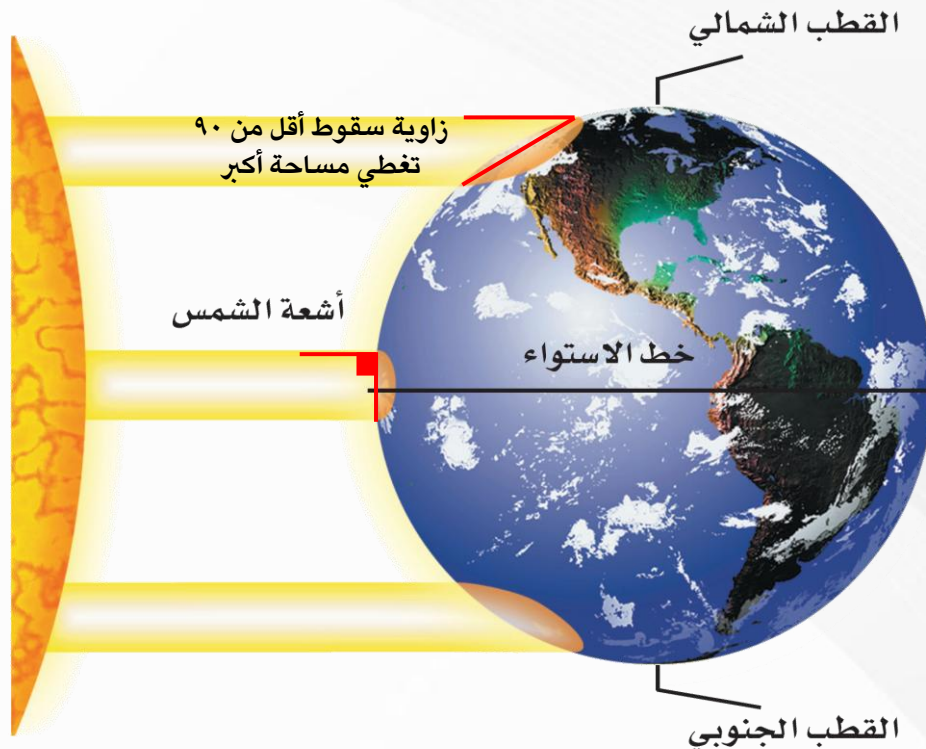 القطب الشمالي
زاوية سقوط أقل من ٩٠
تغطي مساحة أكبر
أشعة الشمس
خط الاستواء
القطب الجنوبي